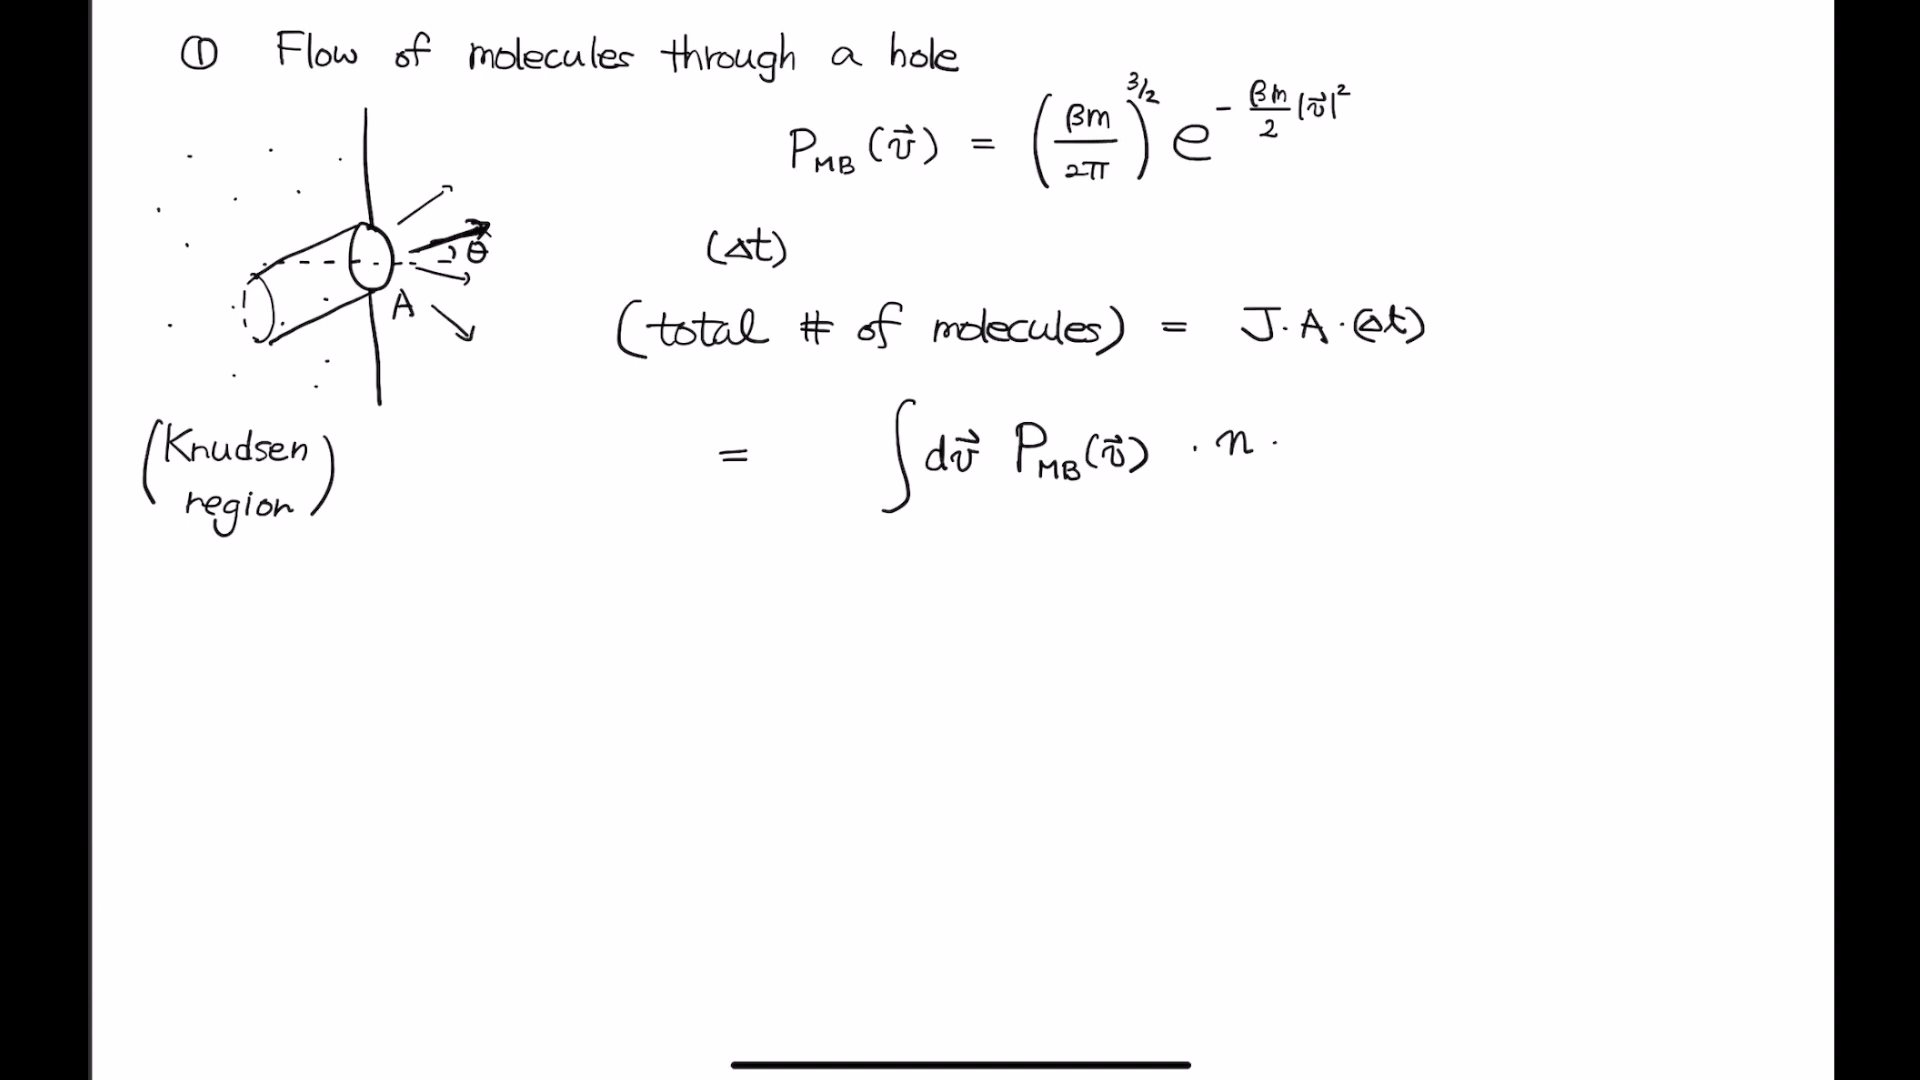 ① Flow of molecules through a hole
P_MB (v⃗) = (βm/2π)^3/2 e^-βm/2 |v⃗|²
θ
(Δt)
A
(total # of molecules) = J · A · (Δt)
(Knudsen region)
= ∫ dv⃗ P_MB (v⃗) · n ·